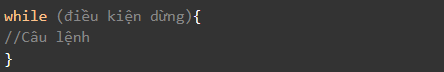 while (điều kiện dừng){
//Câu lệnh
}